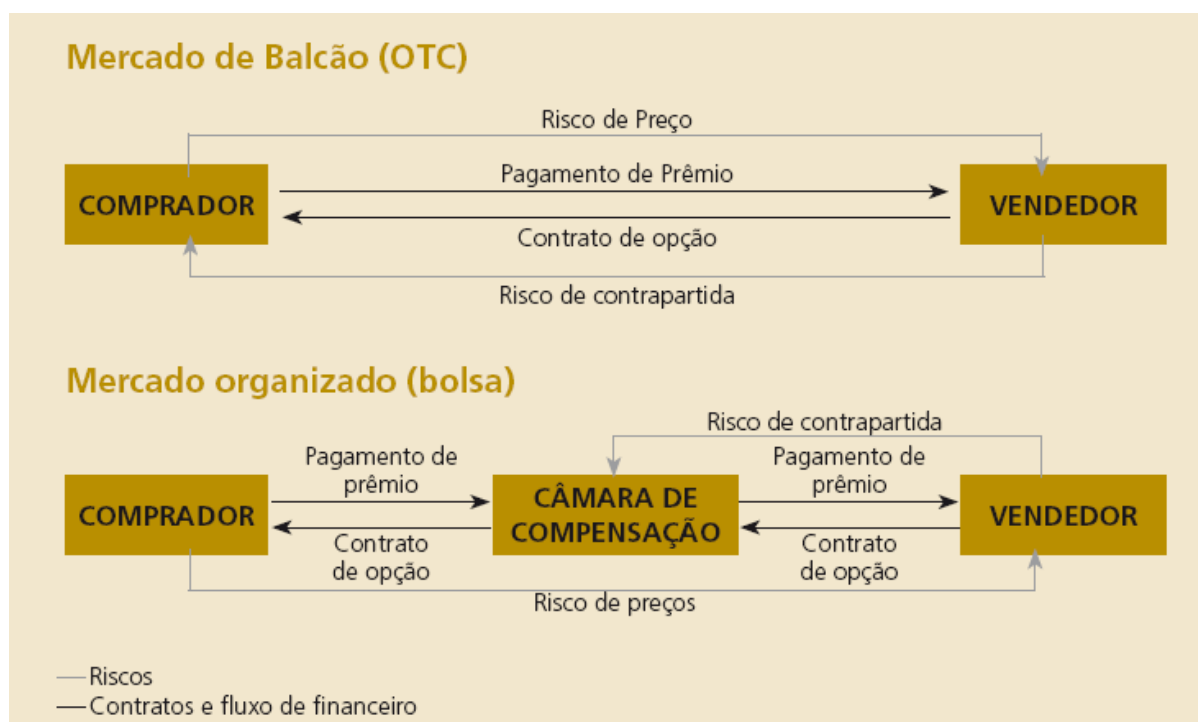 Mercado de Balcão (OTC)
Risco de Preço
Pagamento de Prêmio
COMPRADOR
VENDEDOR
Contrato de opção
Risco de contrapartida
Mercado organizado (bolsa)
Risco de contrapartida
Pagamento de
prêmio
Pagamento de
prêmio
COMPRADOR
CÂMARA DE
COMPENSAÇÃO
VENDEDOR
Contrato
de opção
Contrato
de opção
Risco de preços
Riscos
Contratos e fluxo de financeiro